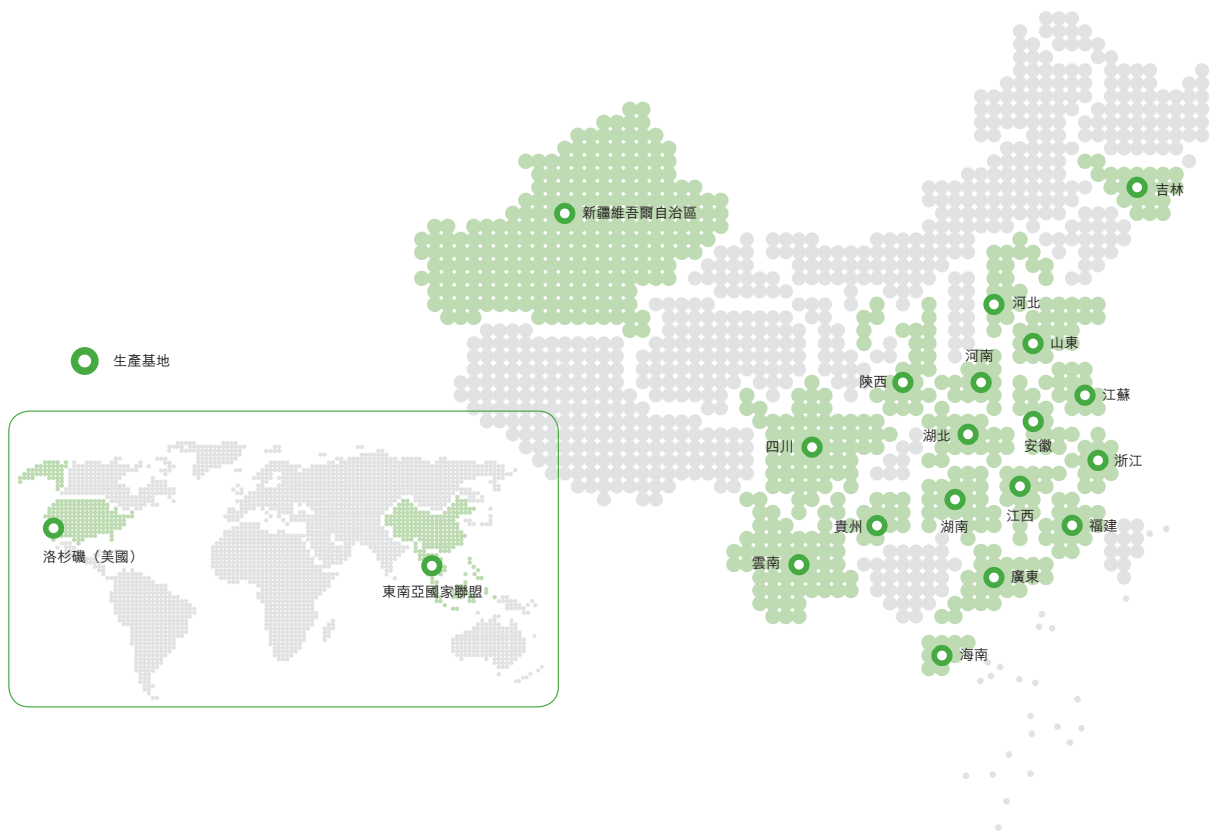 吉林
新疆維吾爾自治區
河北
山東
河南
生產基地
陝西
江蘇
湖北
四川
安徽
浙江
江西
貴州
湖南
福建
洛杉磯（美國）
雲南
廣東
東南亞國家聯盟
海南